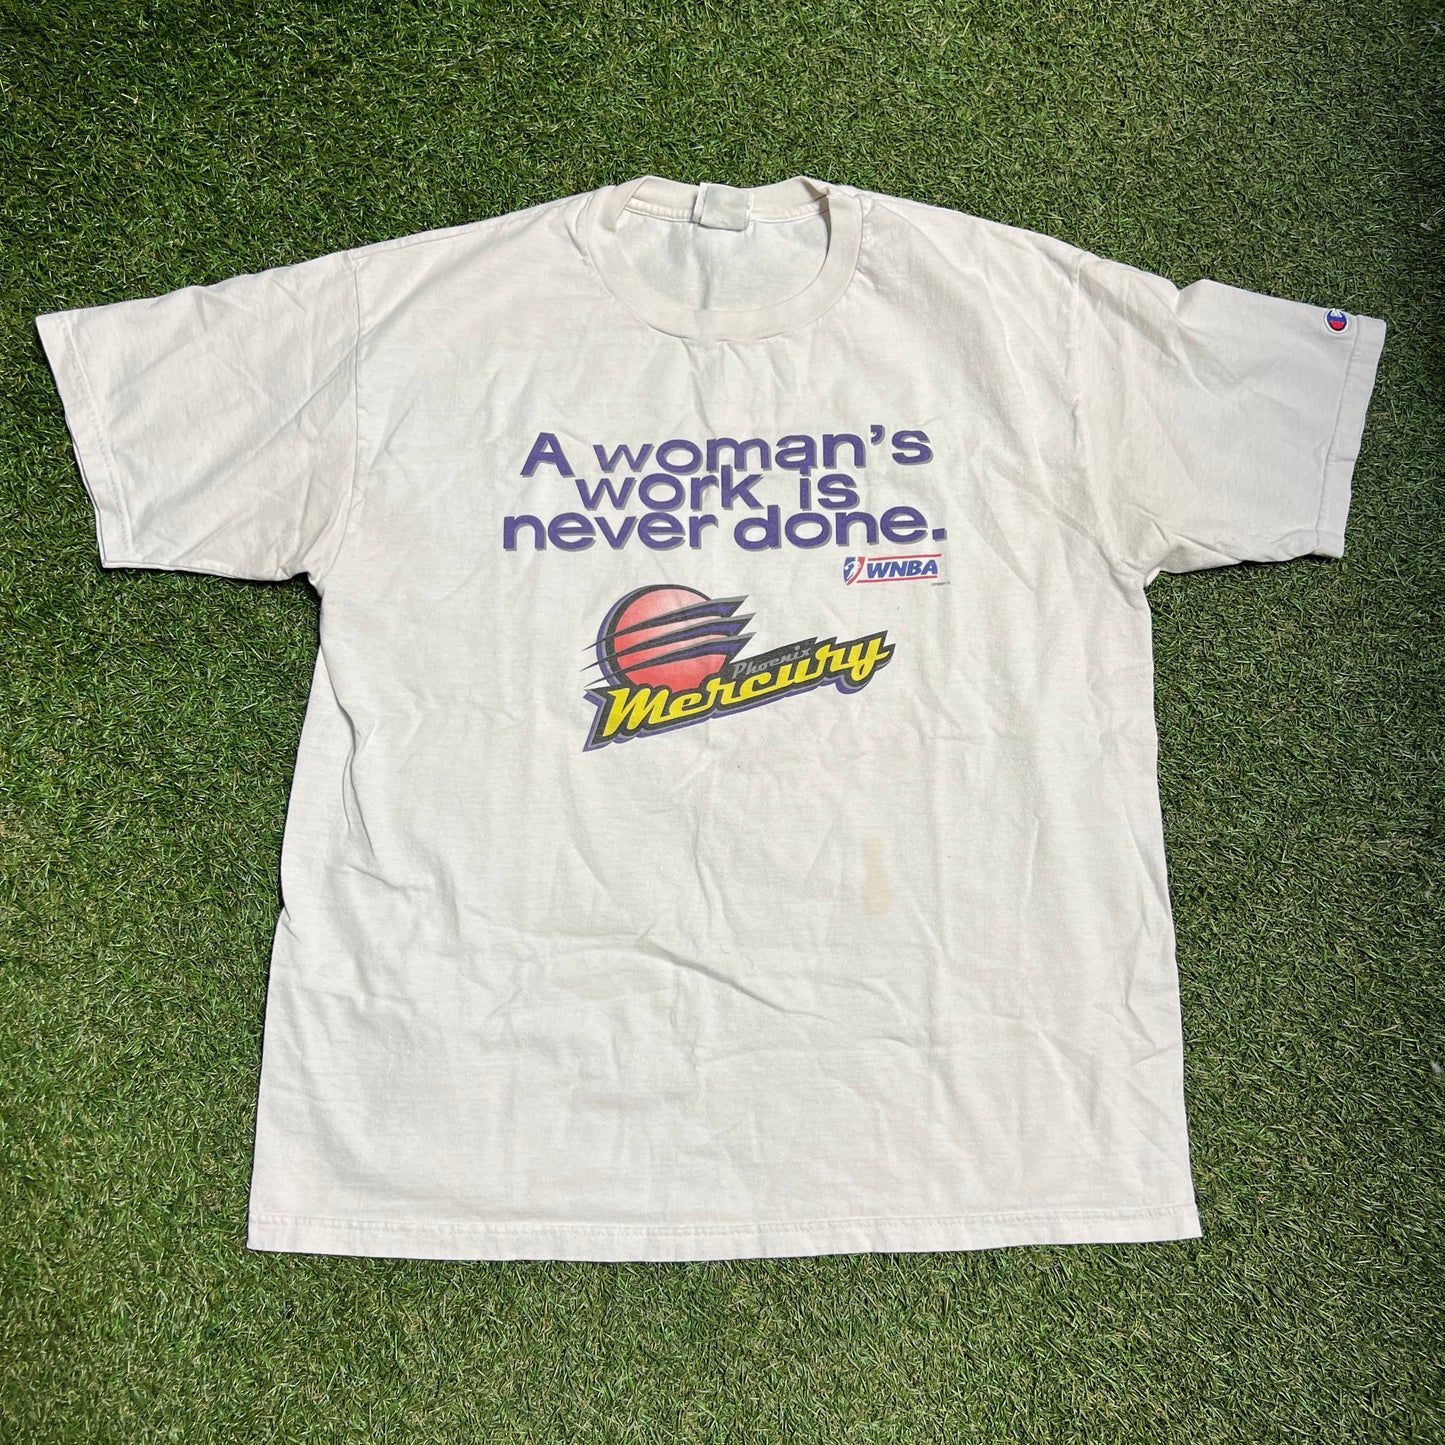 A woman's
work is
never done.
WNBA
Phoenix
Mercury